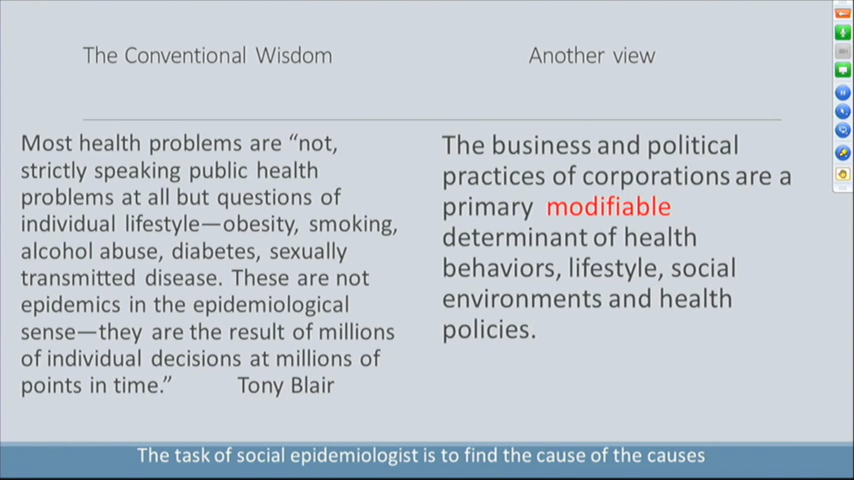 The Conventional Wisdom
Another view
Most health problems are “not,
strictly speaking public health
problems at all but questions of
individual lifestyle—obesity, smoking,
alcohol abuse, diabetes, sexually
transmitted disease. These are not
epidemics in the epidemiological
sense—they are the result of millions
of individual decisions at millions of
points in time.” Tony Blair
The business and political
practices of corporations are a
primary modifiable
determinant of health
behaviors, lifestyle, social
environments and health
policies.
The task of social epidemiologist is to find the cause of the causes